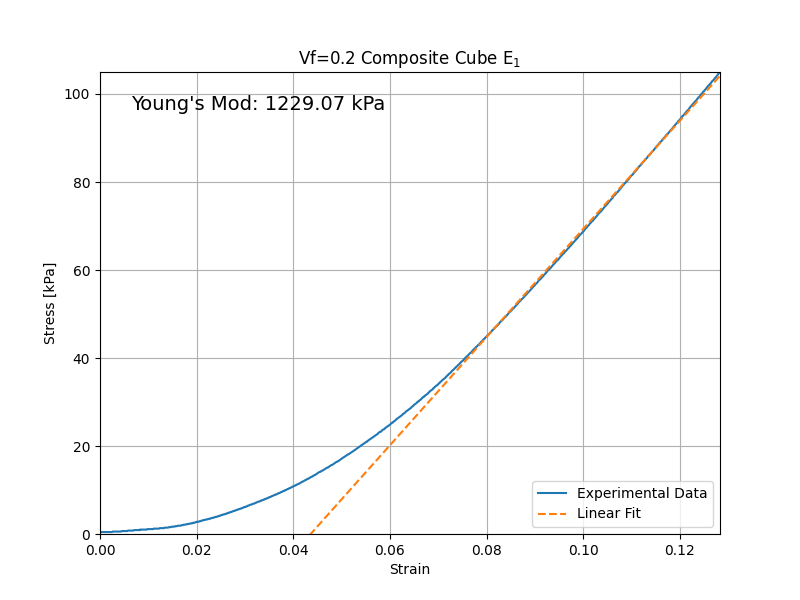 Vf=0.2 Composite Cube E₁
Young's Mod: 1229.07 kPa
100
80
60
40
20
0
Stress [kPa]
0.00 0.02 0.04 0.06 0.08 0.10 0.12
Strain
Experimental Data
Linear Fit